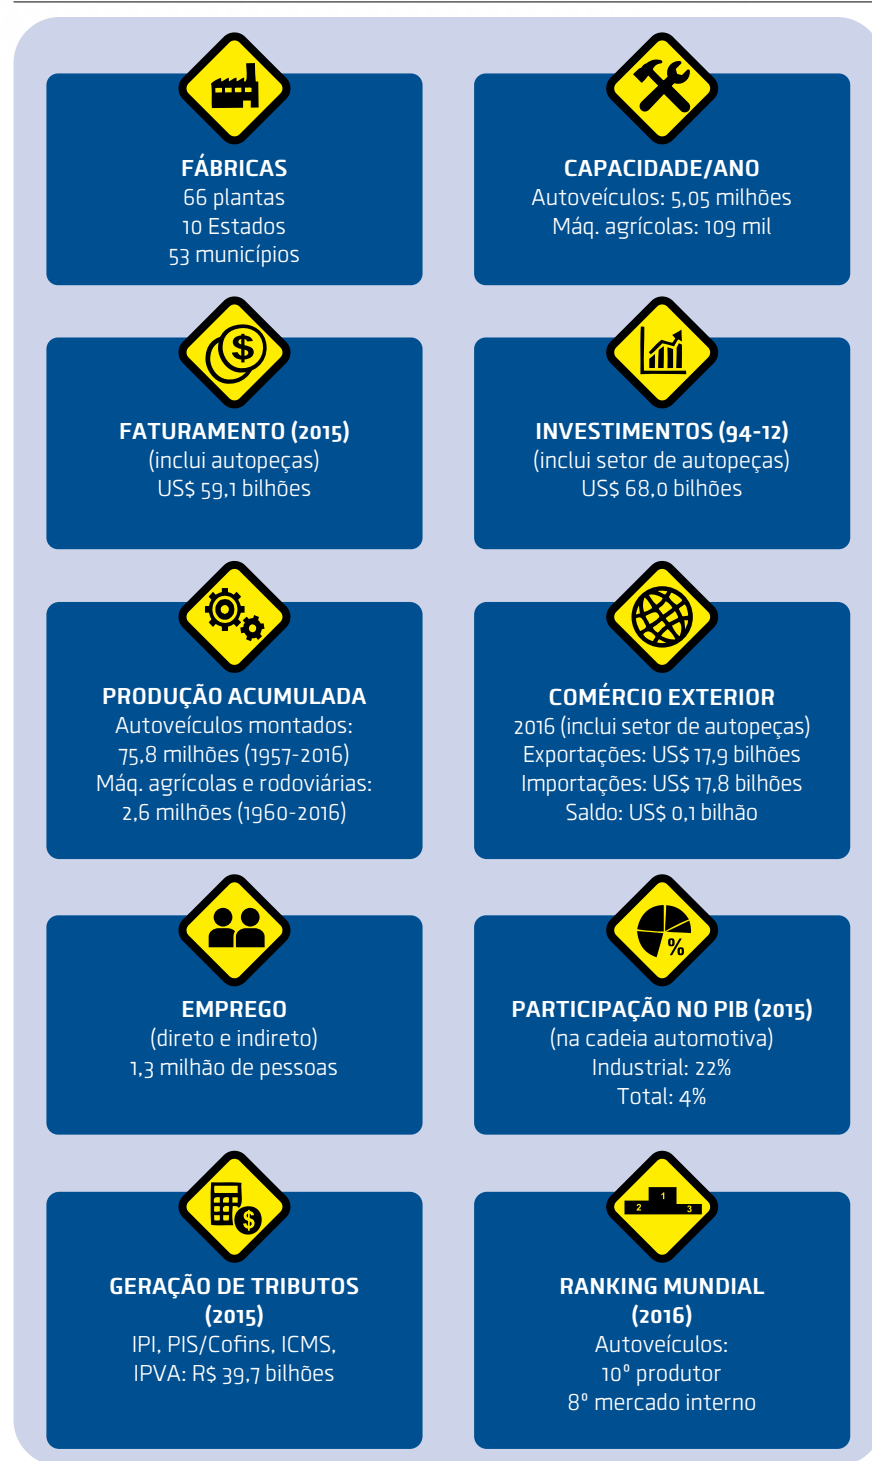 FÁBRICAS
66 plantas
10 Estados
53 municípios
CAPACIDADE/ANO
Autoveículos: 5,05 milhões
Máq. agrícolas: 109 mil
$
FATURAMENTO (2015)
(inclui autopeças)
US$ 59,1 bilhões
INVESTIMENTOS (94-12)
(inclui setor de autopeças)
US$ 68,0 bilhões
PRODUÇÃO ACUMULADA
Autoveículos montados:
75,8 milhões (1957-2016)
Máq. agrícolas e rodoviárias:
2,6 milhões (1960-2016)
COMÉRCIO EXTERIOR
2016 (inclui setor de autopeças)
Exportações: US$ 17,9 bilhões
Importações: US$ 17,8 bilhões
Saldo: US$ 0,1 bilhão
EMPREGO
(direto e indireto)
1,3 milhão de pessoas
%
PARTICIPAÇÃO NO PIB (2015)
(na cadeia automotiva)
Industrial: 22%
Total: 4%
$
GERAÇÃO DE TRIBUTOS
(2015)
IPI, PIS/Cofins, ICMS,
IPVA: R$ 39,7 bilhões
2 1 3
RANKING MUNDIAL
(2016)
Autoveículos:
10º produtor
8º mercado interno